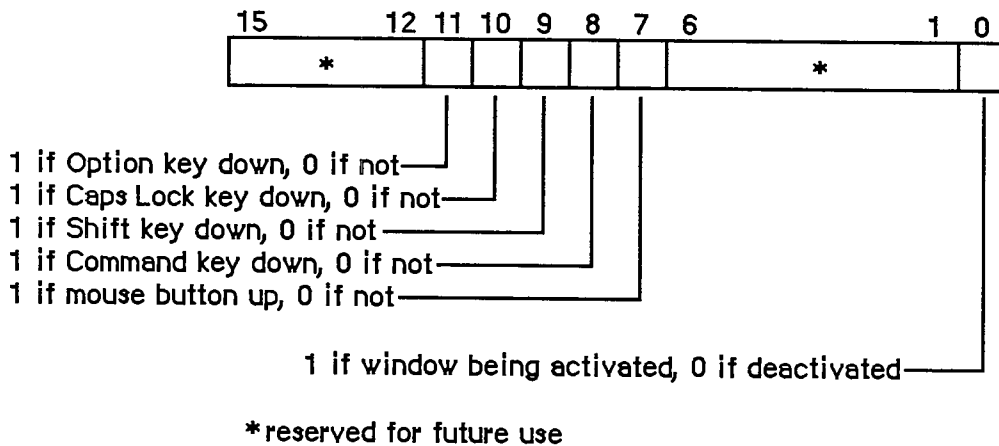 15 12 11 10 9 8 7 6 1 0
* *
1 if Option key down, 0 if not
1 if Caps Lock key down, 0 if not
1 if Shift key down, 0 if not
1 if Command key down, 0 if not
1 if mouse button up, 0 if not
1 if window being activated, 0 if deactivated
*reserved for future use